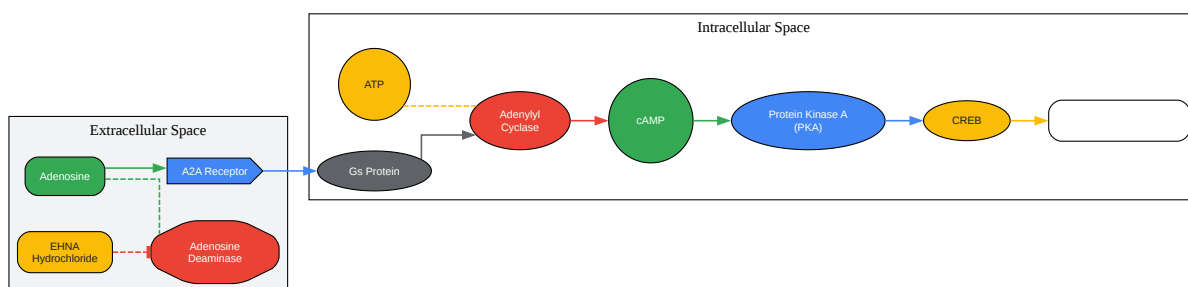 Intracellular Space
ATP
Adenylyl
Cyclase
cAMP
Protein Kinase A
(PKA)
CREB
Gs Protein
Extracellular Space
Adenosine
A2A Receptor
EHNA
Hydrochloride
Adenosine
Deaminase